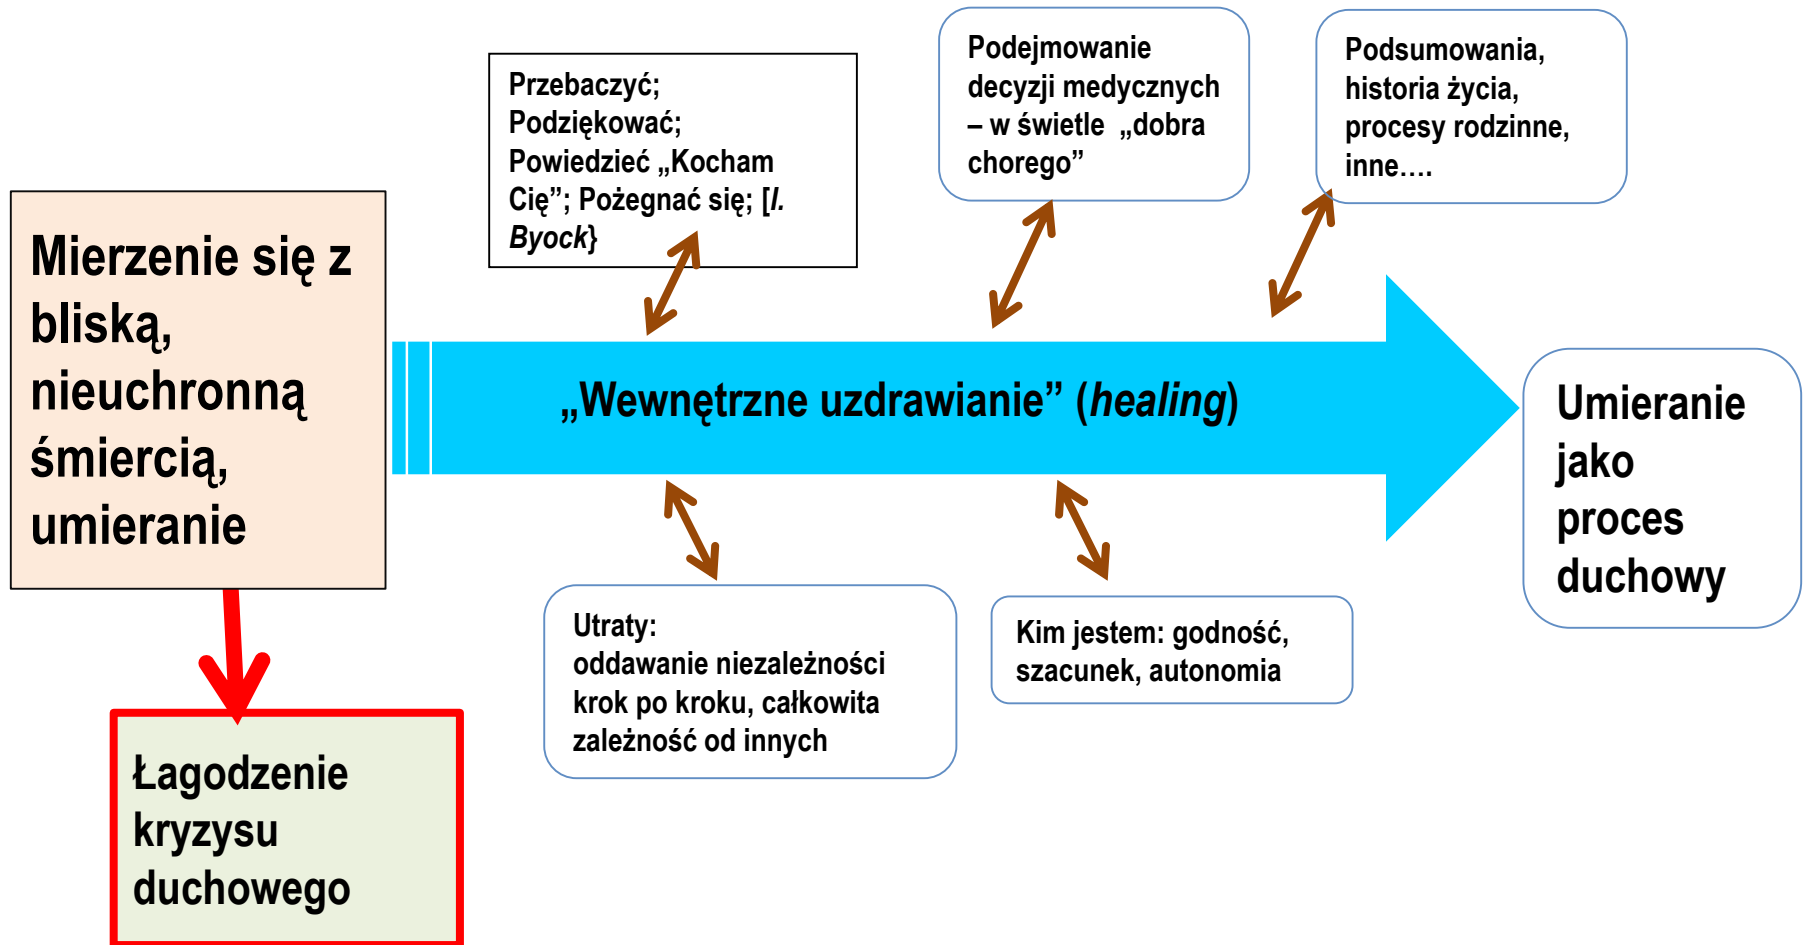 Mierzenie się z
bliską,
nieuchronną
śmiercią,
umieranie
Przebaczyć;
Podziękować;
Powiedzieć „Kocham
Cię”; Pożegnać się; [I.
Byock}
Podejmowanie
decyzji medycznych
– w świetle „dobra
chorego”
Podsumowania,
historia życia,
procesy rodzinne,
inne….
„Wewnętrzne uzdrawianie” (healing)
Umieranie
jako
proces
duchowy
Utraty:
oddawanie niezależności
krok po kroku, całkowita
zależność od innych
Kim jestem: godność,
szacunek, autonomia
Łagodzenie
kryzysu
duchowego